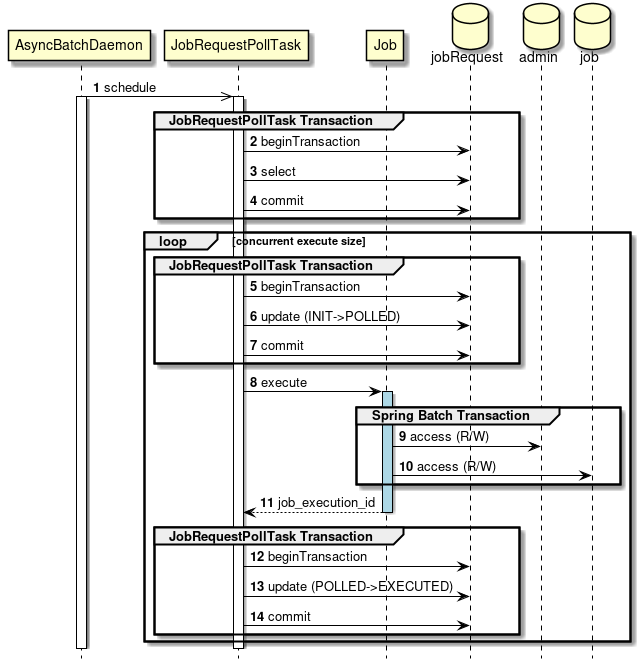 AsyncBatchDaemon
JobRequestPollTask
Job
jobRequest
admin
job
1 schedule
JobRequestPollTask Transaction
2 beginTransaction
3 select
4 commit
loop [concurrent execute size]
JobRequestPollTask Transaction
5 beginTransaction
6 update (INIT->POLLED)
7 commit
8 execute
Spring Batch Transaction
9 access (R/W)
10 access (R/W)
11 job_execution_id
JobRequestPollTask Transaction
12 beginTransaction
13 update (POLLED->EXECUTED)
14 commit